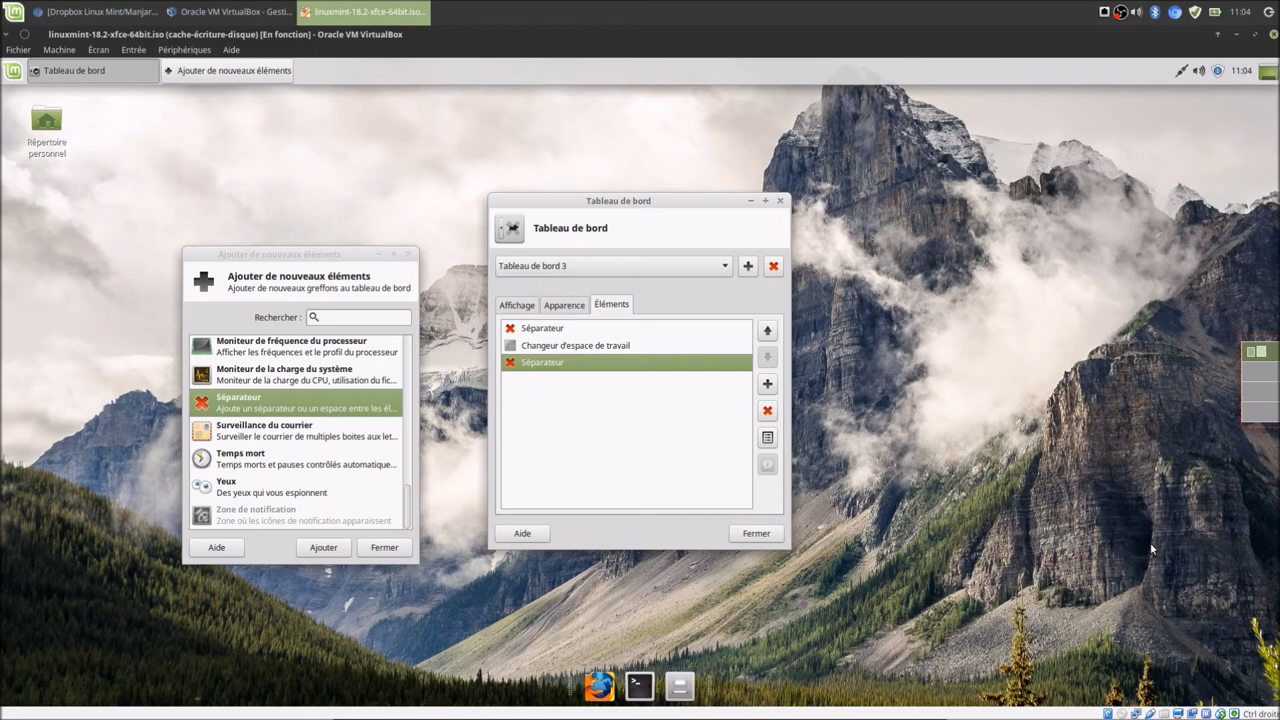 [Dropbox Linux Mint/Manjar...
Oracle VM VirtualBox - Gesti...
linuxmint-18.2-xfce-64bit.iso...
11:04
linuxmint-18.2-xfce-64bit.iso (cache-écriture-disque) [En fonction] - Oracle VM VirtualBox
Fichier
Machine
Écran
Entrée
Périphériques
Aide
Tableau de bord
Ajouter de nouveaux éléments
11:04
Répertoire
personnel
Ajouter de nouveaux éléments
Ajouter de nouveaux éléments
Ajouter de nouveaux greffons au tableau de bord
Rechercher :
Moniteur de fréquence du processeur
Afficher les fréquences et le profil du processeur
Moniteur de la charge du système
Moniteur de la charge du CPU, utilisation du fic...
Séparateur
Ajoute un séparateur ou un espace entre les él...
Surveillance du courrier
Surveiller le courrier de multiples boites aux let...
Temps mort
Temps morts et pauses contrôlés automatique...
Yeux
Des yeux qui vous espionnent
Zone de notification
Zone où les icônes de notification apparaissent
Aide
Ajouter
Fermer
Tableau de bord
Tableau de bord
Tableau de bord 3
Affichage
Apparence
Éléments
Séparateur
Changeur d'espace de travail
Séparateur
Aide
Fermer
Ctrl droite